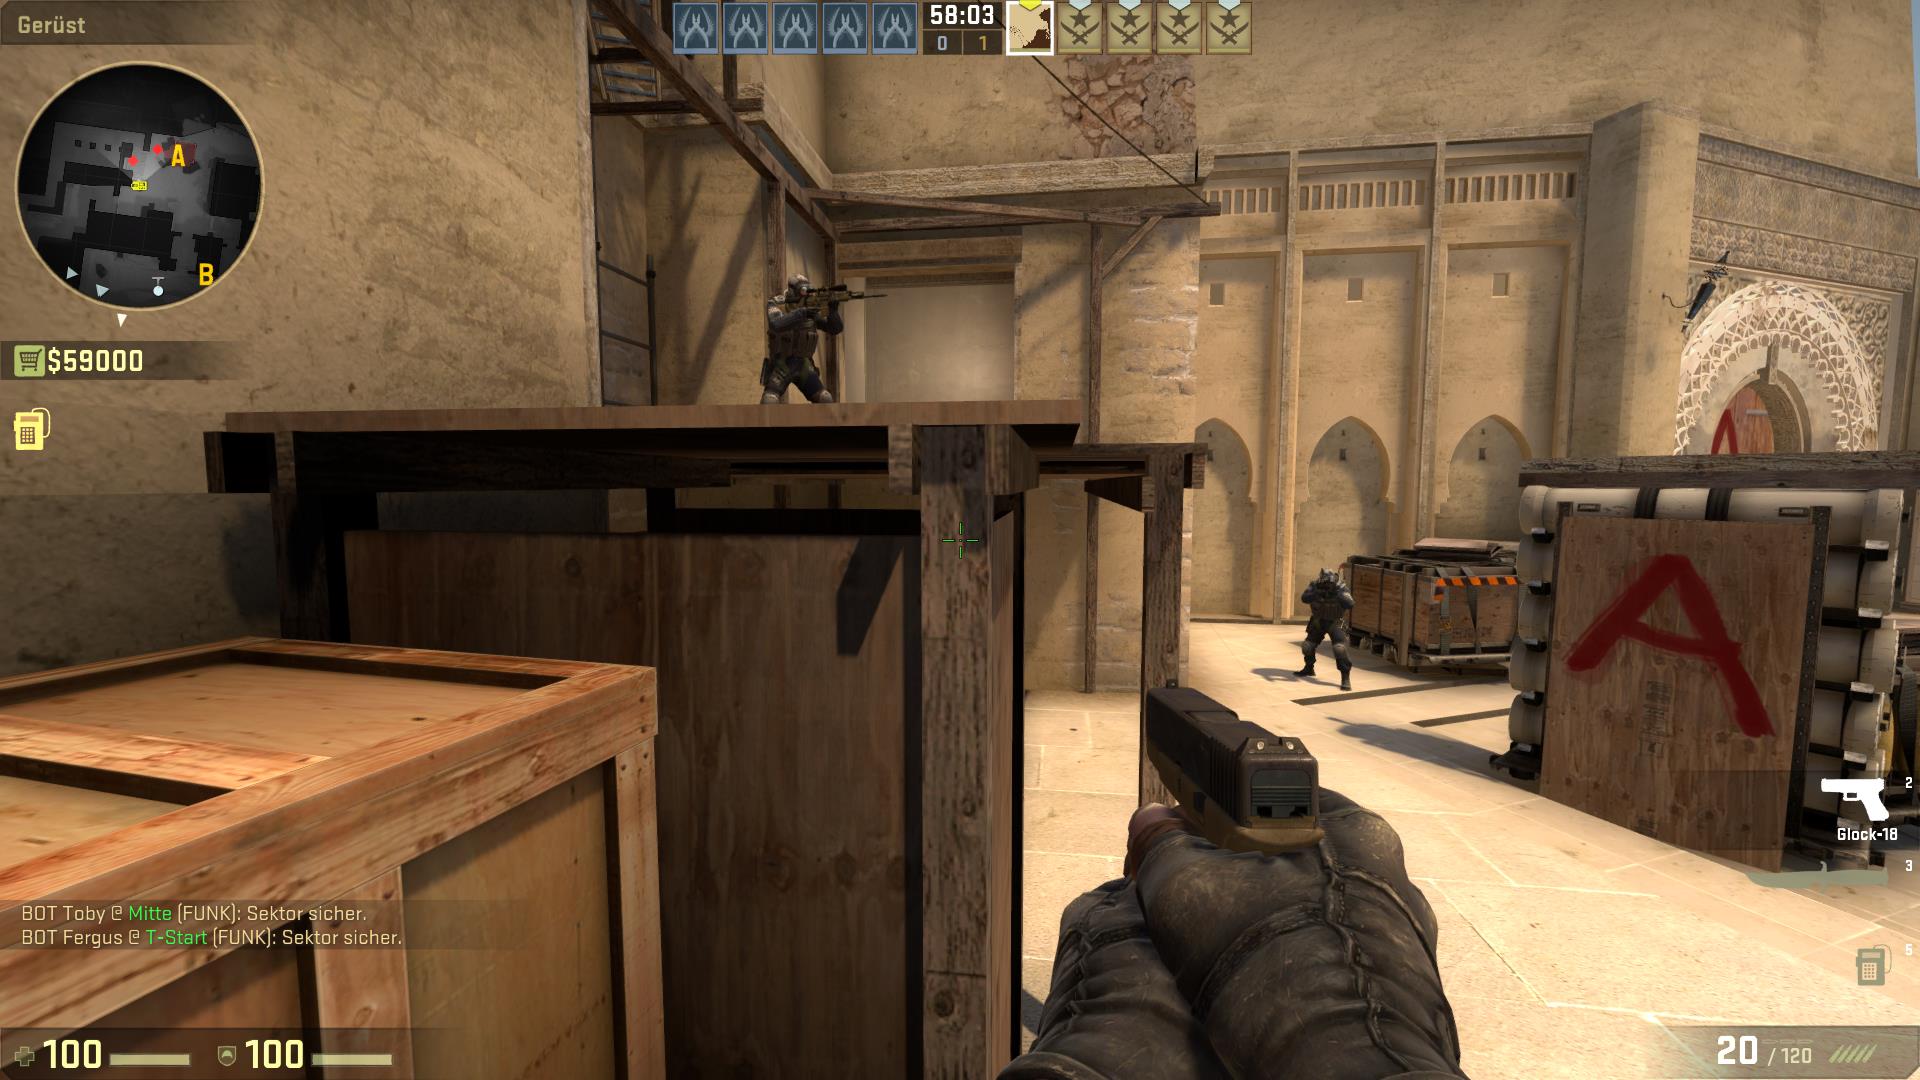 Gerüst
58:03
0 1
A
B
$59000
A
A
2
Glock-18
3
BOT Toby @ Mitte (FUNK): Sektor sicher.
BOT Fergus @ T-Start (FUNK): Sektor sicher.
5
100 100
20 / 120